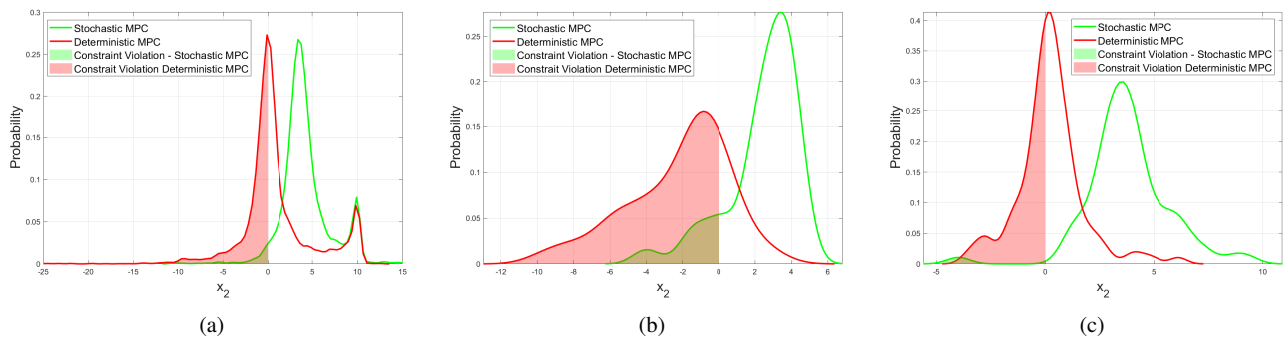 0.3
0.25
0.2
0.15
0.1
0.05
0
-25
-20
-15
-10
-5
0
5
10
15
Probability
x2
Stochastic MPC
Deterministic MPC
Constraint Violation - Stochastic MPC
Constrait Violation Deterministic MPC
(a)
0.25
0.2
0.15
0.1
0.05
0
-12
-10
-8
-6
-4
-2
0
2
4
6
Probability
x2
Stochastic MPC
Deterministic MPC
Constraint Violation - Stochastic MPC
Constrait Violation Deterministic MPC
(b)
0.4
0.35
0.3
0.25
0.2
0.15
0.1
0.05
0
-5
0
5
10
Probability
x2
Stochastic MPC
Deterministic MPC
Constraint Violation - Stochastic MPC
Constrait Violation Deterministic MPC
(c)